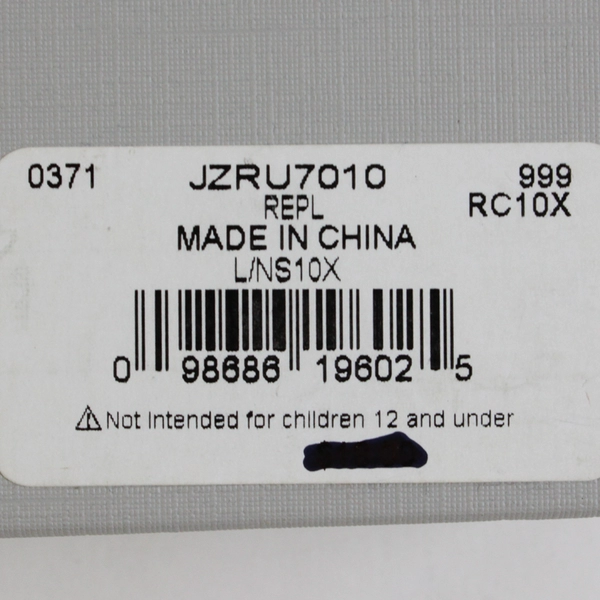 0371 JZRU7010 999
REPL RC10X
MADE IN CHINA
L/NS10X
0 98686 19602 5
⚠ Not Intended for children 12 and under